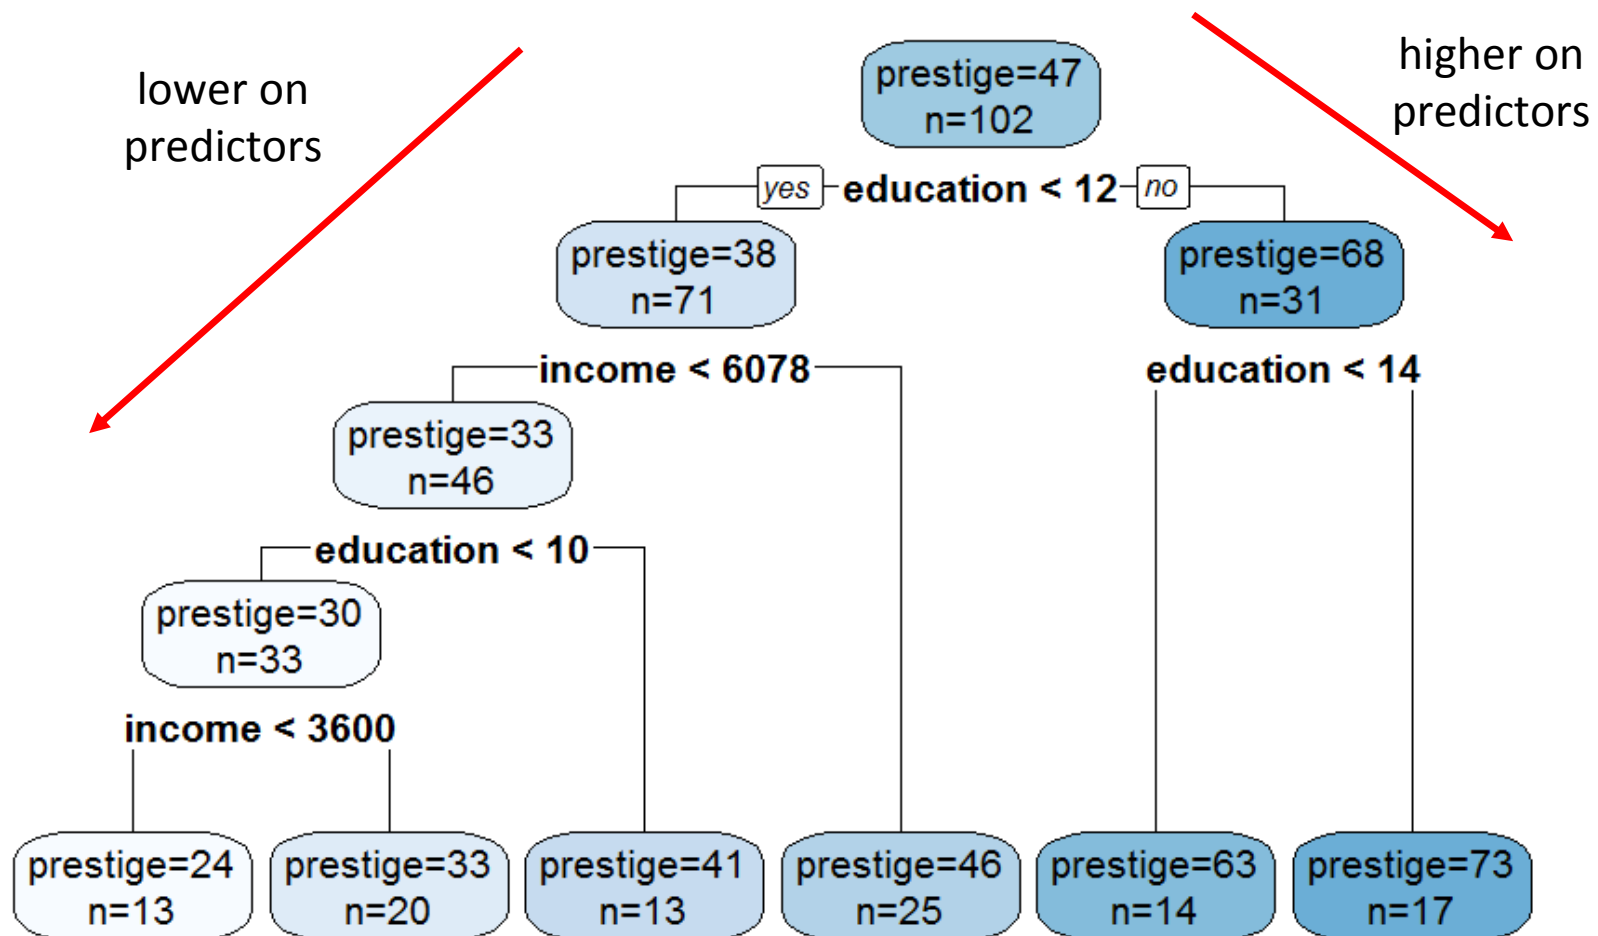 lower on
predictors
higher on
predictors
prestige=47
n=102
yes education < 12 no
prestige=38
n=71
prestige=68
n=31
income < 6078
education < 14
prestige=33
n=46
education < 10
prestige=30
n=33
income < 3600
prestige=24
n=13
prestige=33
n=20
prestige=41
n=13
prestige=46
n=25
prestige=63
n=14
prestige=73
n=17